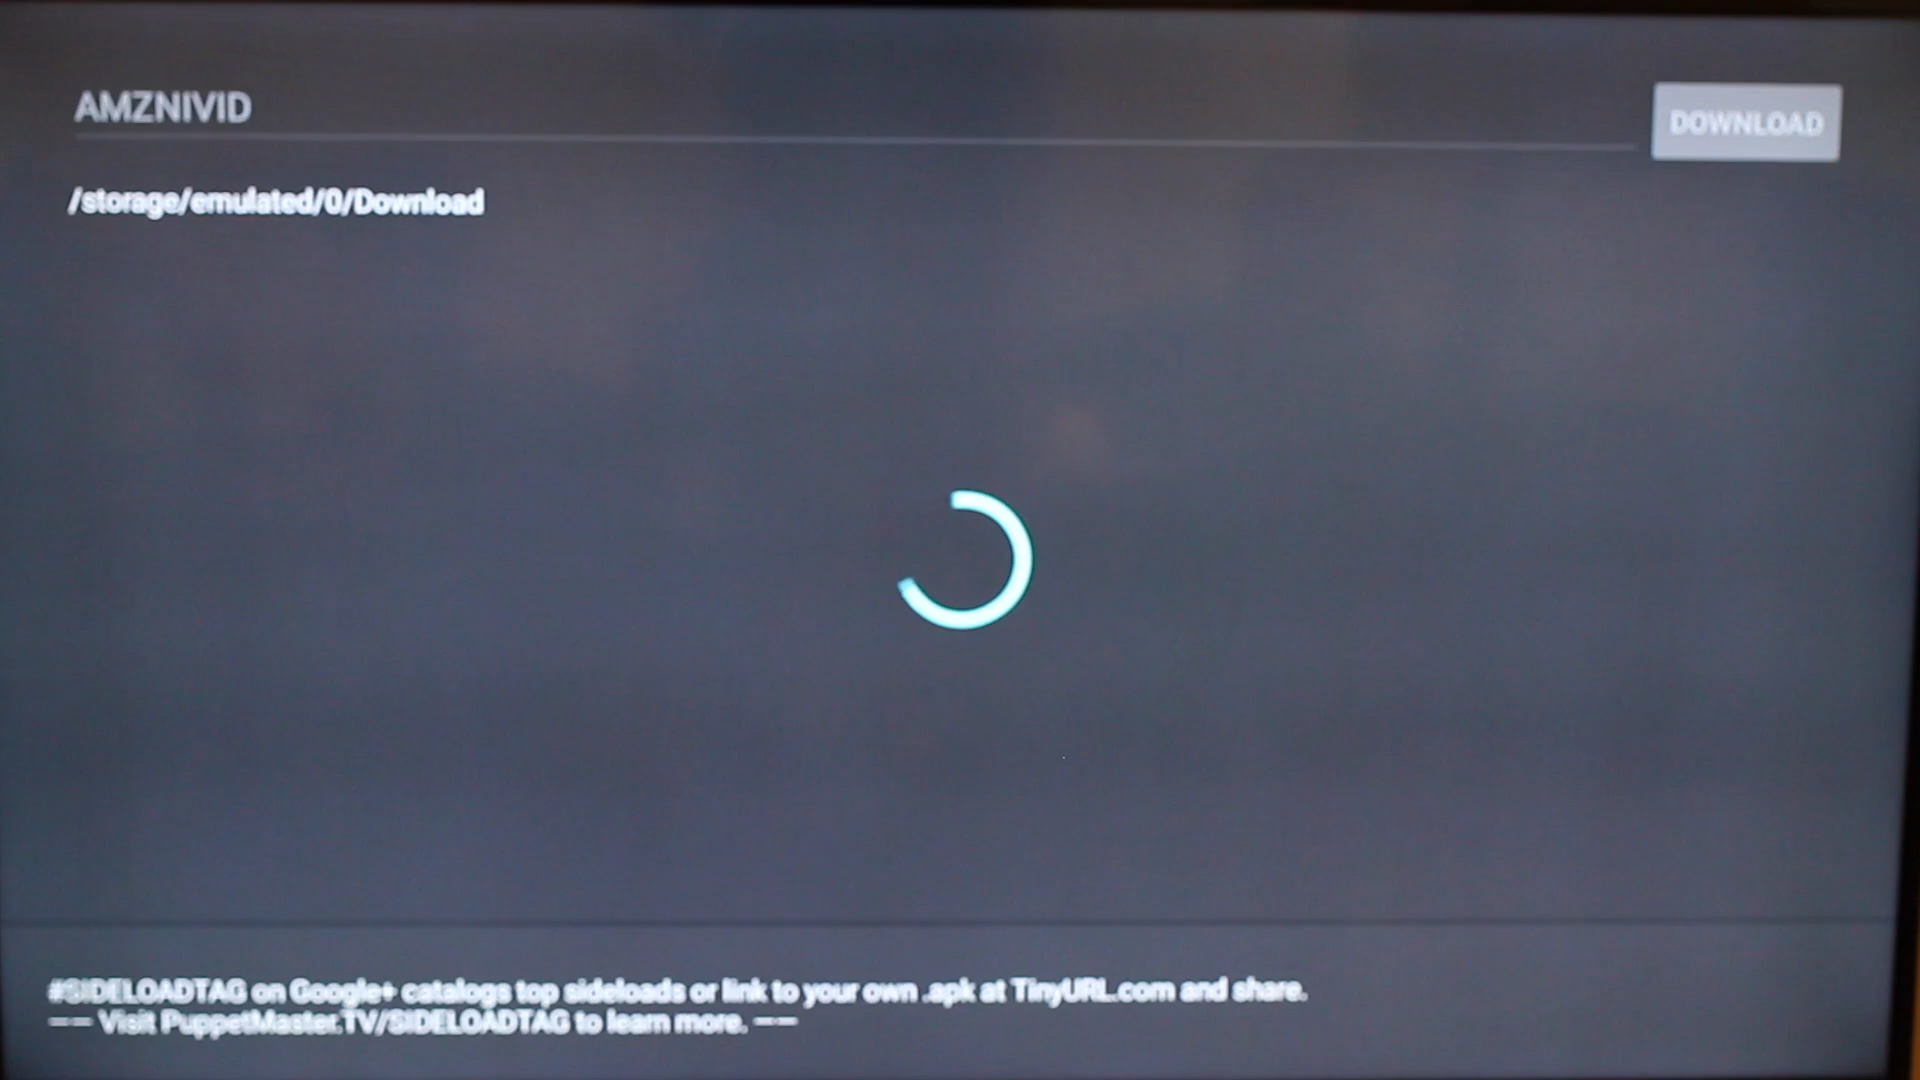 AMZNIVID
DOWNLOAD
/storage/emulated/0/Download
#SIDELOADTAG on Google+ catalogs top sideloads or link to your own .apk at TinyURL.com and share.
—— Visit PuppetMaster.TV/SIDELOADTAG to learn more. ——